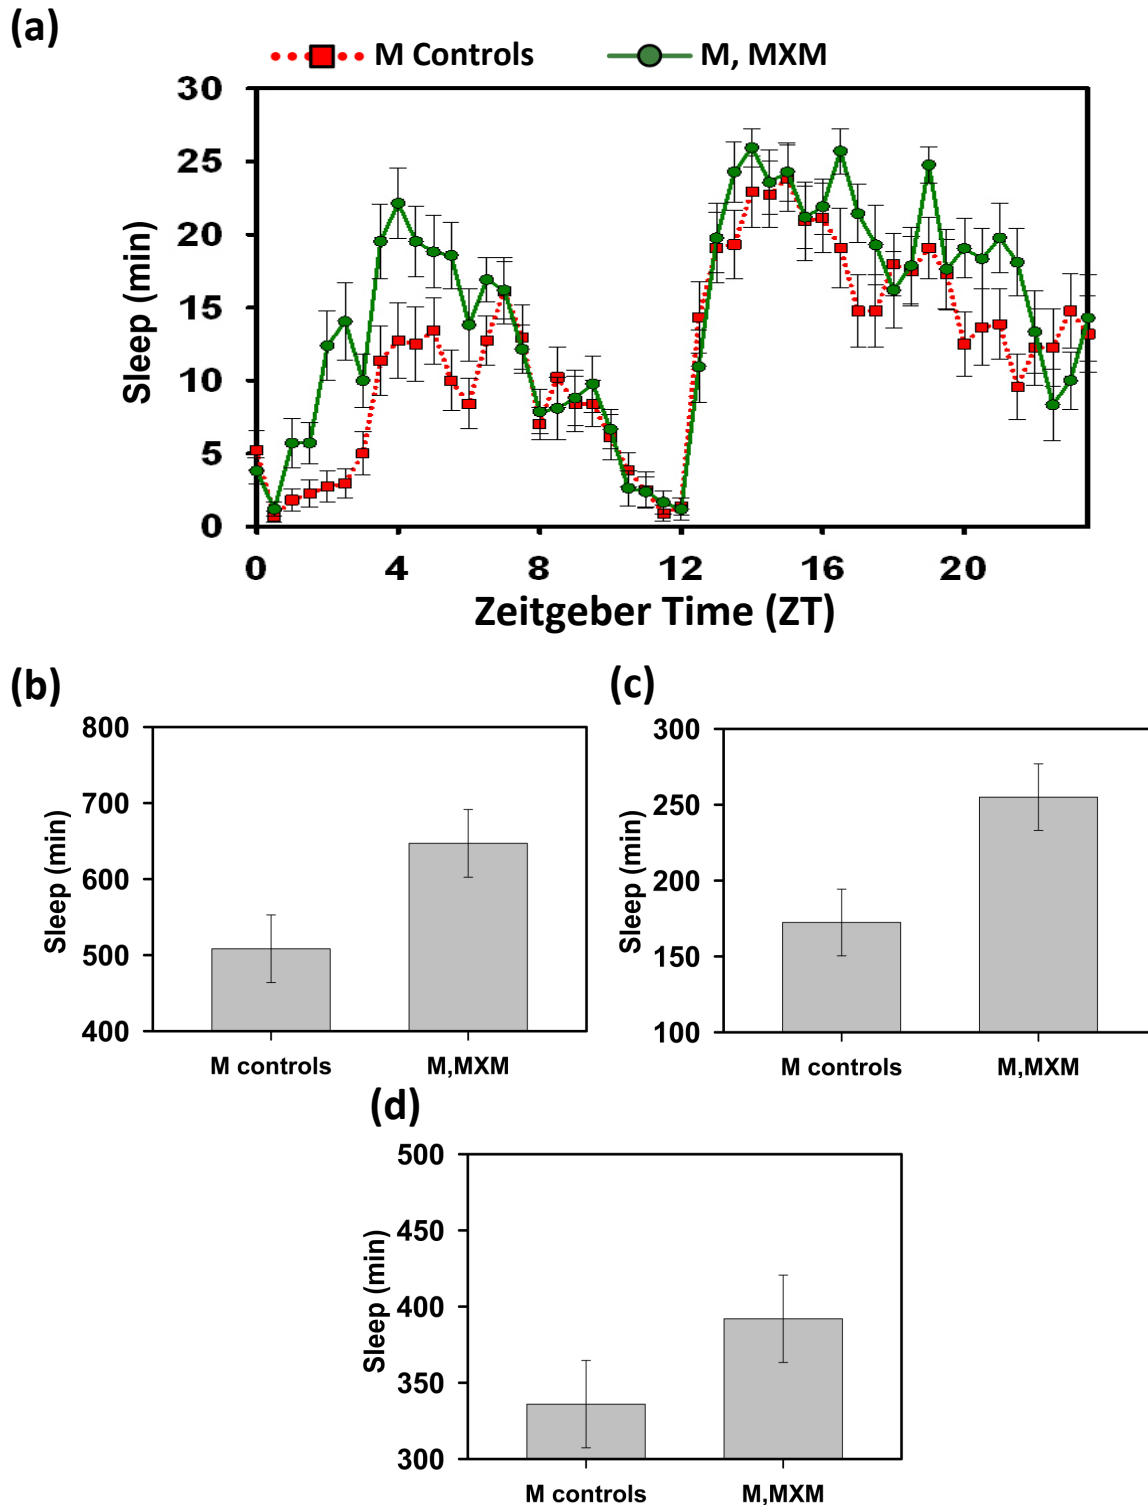 (a)
M Controls M, MXM
30
25
20
15
10
5
0
Sleep (min)
0 4 8 12 16 20
Zeitgeber Time (ZT)
(b)
800
700
600
500
400
Sleep (min)
M controls M,MXM
(c)
300
250
200
150
100
Sleep (min)
M controls M,MXM
(d)
500
450
400
350
300
Sleep (min)
M controls M,MXM